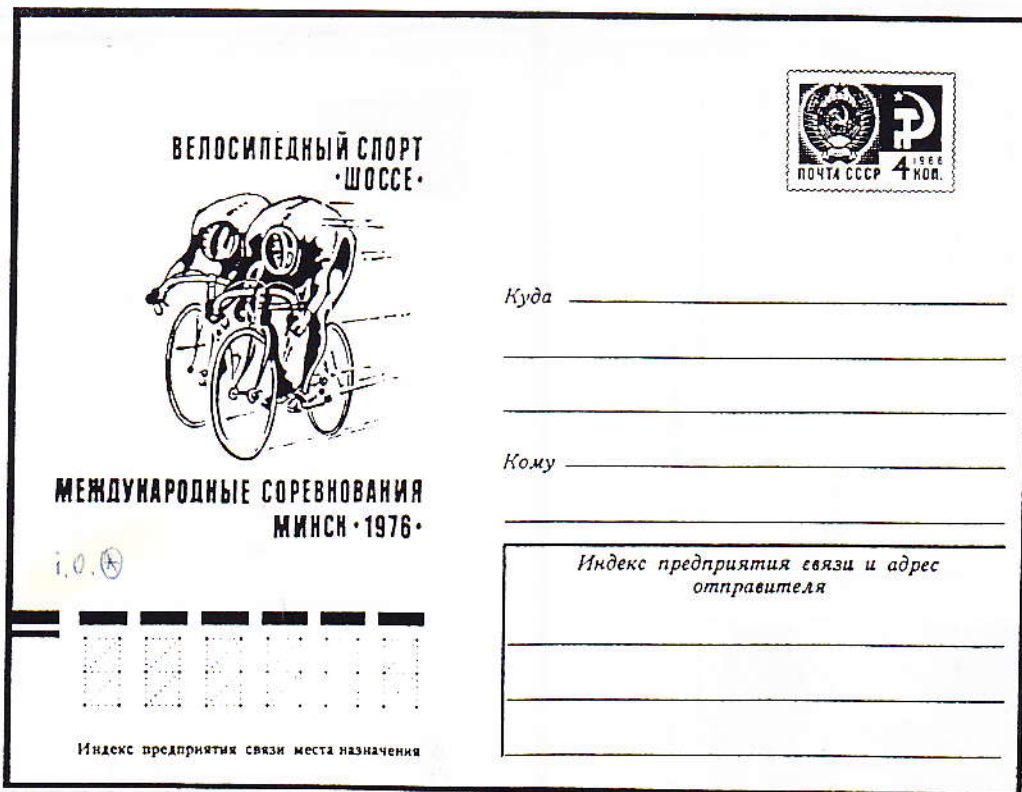 ВЕЛОСИПЕДНЫЙ СПОРТ
·ШОССЕ·
ПОЧТА СССР 4 1966 КОП.
Куда
Кому
МЕЖДУНАРОДНЫЕ СОРЕВНОВАНИЯ
МИНСК·1976·
i.O. A
Индекс предприятия связи и адрес
отправителя
Индекс предприятия связи места назначения